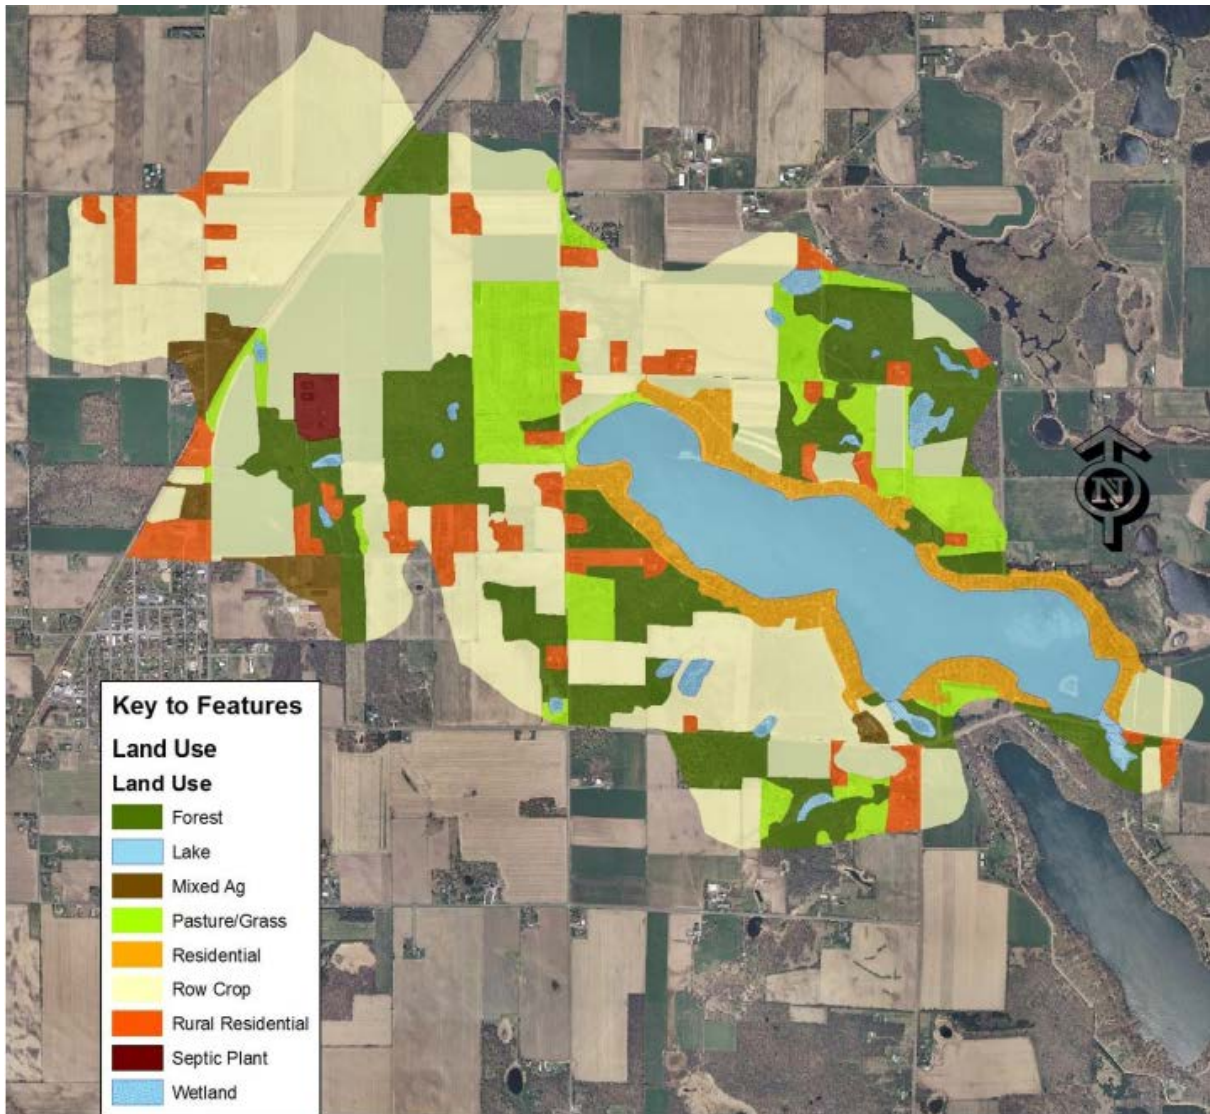 N
Key to Features
Land Use
Land Use
Forest
Lake
Mixed Ag
Pasture/Grass
Residential
Row Crop
Rural Residential
Septic Plant
Wetland